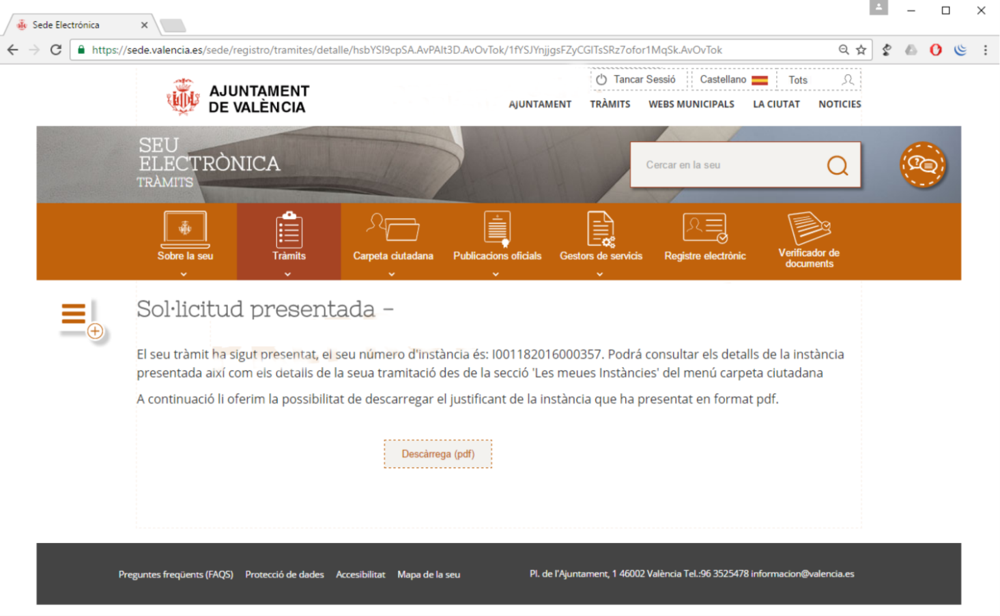 Sede Electrónica
https://sede.valencia.es/sede/registro/tramites/detalle/hsbYSI9cpSA.AvPAIt3D.AvOvTok/1fYSJYnjjgsFZyCGITsSRz7ofor1MqSk.AvOvTok
Tancar Sessió Castellano Tots
AJUNTAMENT
DE VALÈNCIA
AJUNTAMENT TRÀMITS WEBS MUNICIPALS LA CIUTAT NOTICIES
SEU
ELECTRÒNICA
TRÀMITS
Cercar en la seu
Sobre la seu Tràmits Carpeta ciutadana Publicacions oficials Gestors de servicis Registre electrònic Verificador de
documents
Sol·licitud presentada -
El seu tràmit ha sigut presentat, el seu número d'instància és: I001182016000357. Podrá consultar els detalls de la instància
presentada així com els detalls de la seua tramitació des de la secció 'Les meues Instàncies' del menú carpeta ciutadana
A continuació li oferim la possibilitat de descarregar el justificant de la instància que ha presentat en format pdf.
Descàrrega (pdf)
Preguntes freqüents (FAQS) Protecció de dades Accesibilitat Mapa de la seu
Pl. de l'Ajuntament, 1 46002 València Tel.:96 3525478 informacion@valencia.es